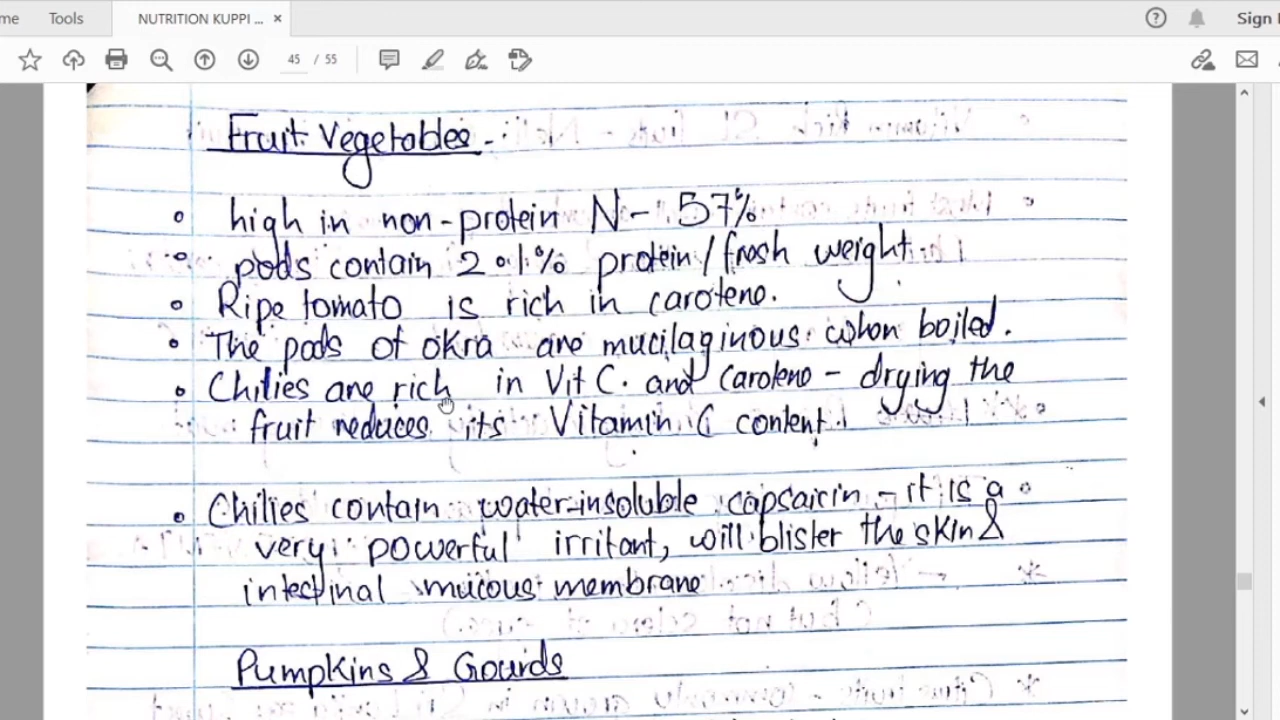 me Tools NUTRITION KUPPI ... × Sign
45 / 55
Fruit Vegetables -
high in non-protein N- 57%
pods contain 2.1% protein/fresh weight.
Ripe tomato is rich in carotene.
The pods of okra are mucilaginous when boiled.
Chilies are rich in Vit C. and carotene - drying the
fruit reduces its Vitamin C content.
Chilies contain water-insoluble capsaicin - it is a
very powerful irritant, will blister the skin &
intestinal mucous membrane
Pumpkins & Gourds